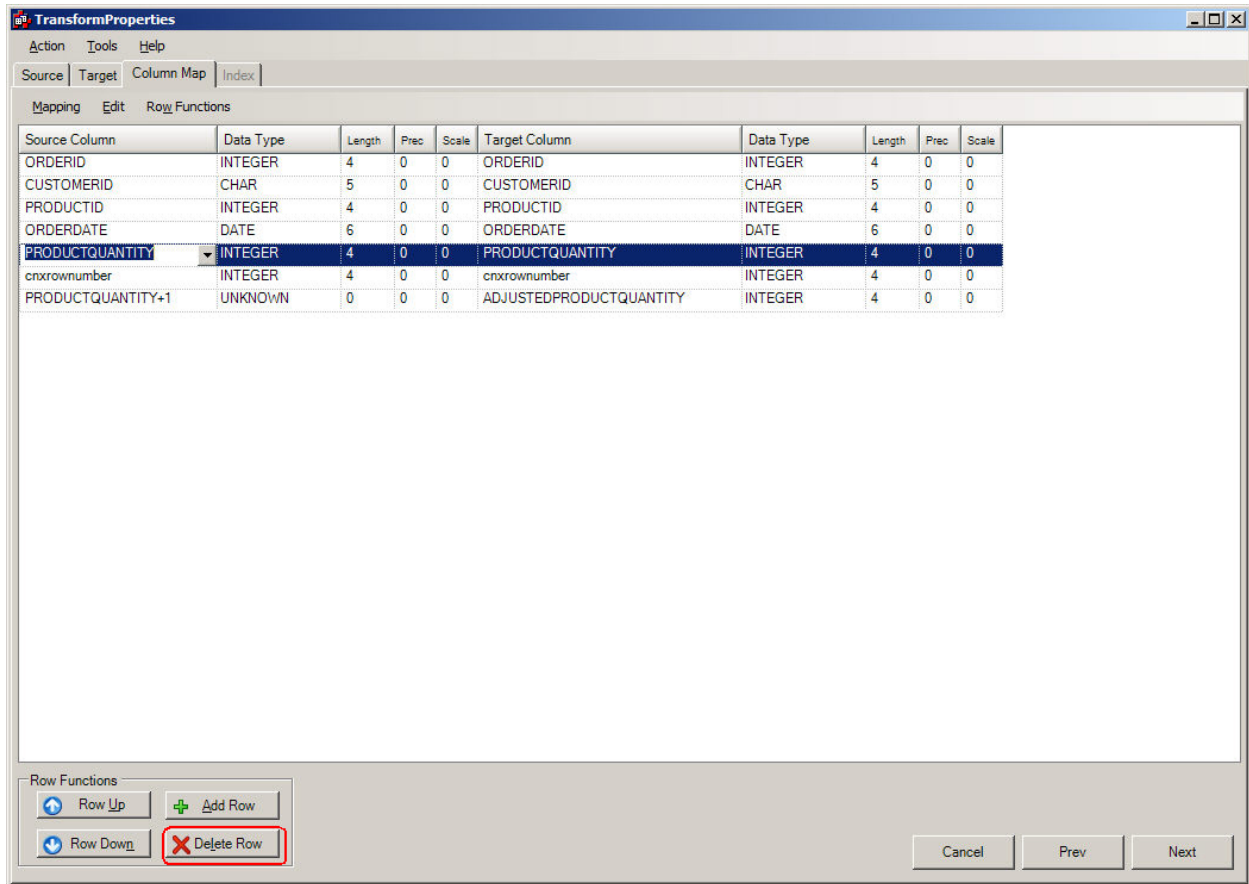 TransformProperties
Action Tools Help
Source Target Column Map Index
Mapping Edit Row Functions
Source Column Data Type Length Prec Scale Target Column Data Type Length Prec Scale
ORDERID INTEGER 4 0 0 ORDERID INTEGER 4 0 0
CUSTOMERID CHAR 5 0 0 CUSTOMERID CHAR 5 0 0
PRODUCTID INTEGER 4 0 0 PRODUCTID INTEGER 4 0 0
ORDERDATE DATE 6 0 0 ORDERDATE DATE 6 0 0
PRODUCTQUANTITY INTEGER 4 0 0 PRODUCTQUANTITY INTEGER 4 0 0
cnxrownumber INTEGER 4 0 0 cnxrownumber INTEGER 4 0 0
PRODUCTQUANTITY+1 UNKNOWN 0 0 0 ADJUSTEDPRODUCTQUANTITY INTEGER 4 0 0
Row Functions
Row Up Add Row
Row Down Delete Row
Cancel Prev Next